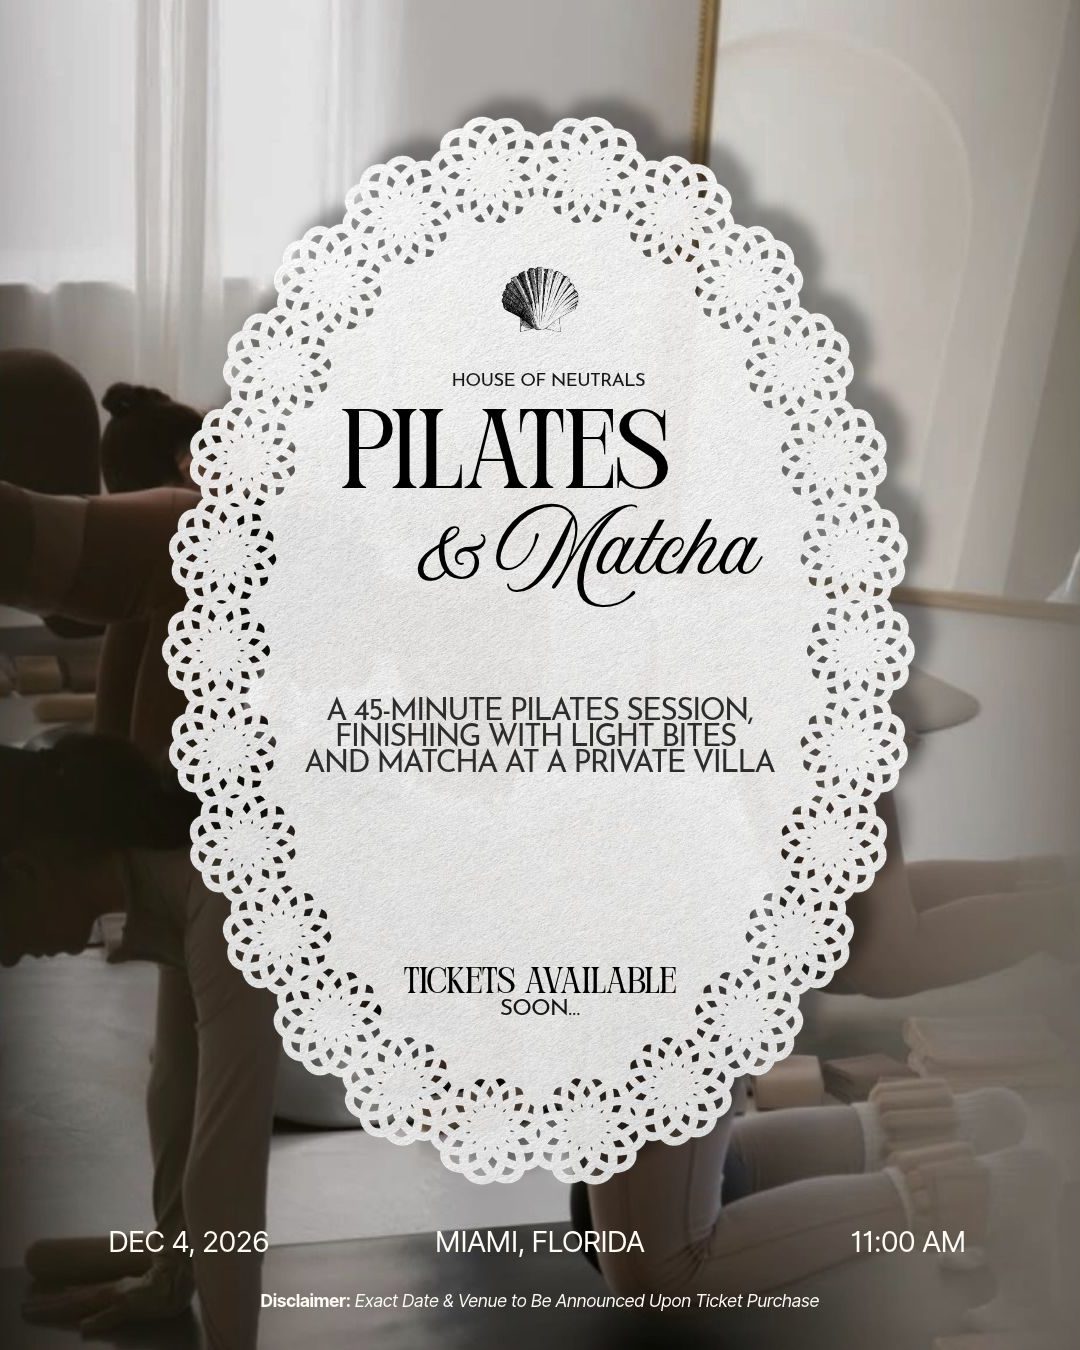 HOUSE OF NEUTRALS
PILATES
& Matcha
A 45-MINUTE PILATES SESSION,
FINISHING WITH LIGHT BITES
AND MATCHA AT A PRIVATE VILLA
TICKETS AVAILABLE
SOON...
DEC 4, 2026 MIAMI, FLORIDA 11:00 AM
Disclaimer: Exact Date & Venue to Be Announced Upon Ticket Purchase